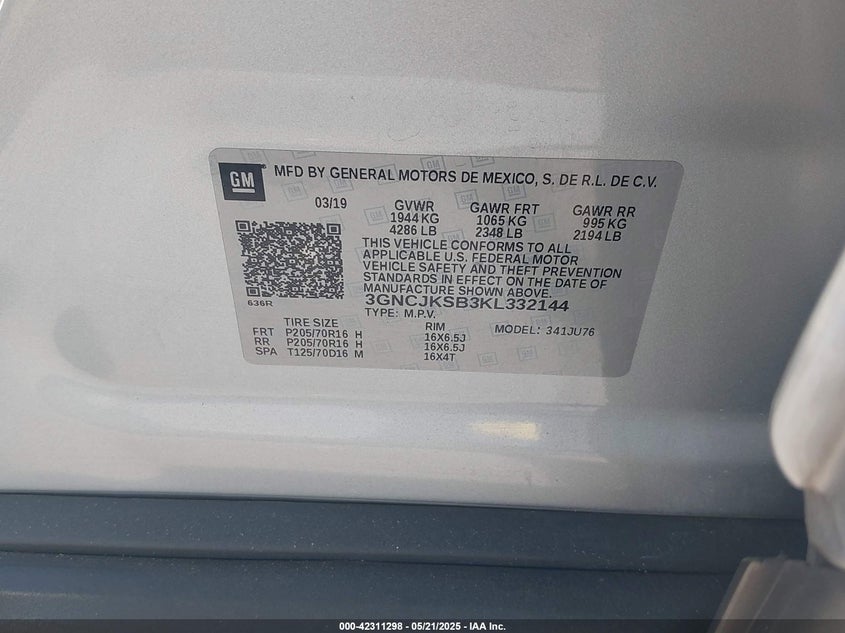 GM
MFD BY GENERAL MOTORS DE MEXICO, S. DE R.L. DE C.V.
03/19
GVWR GAWR FRT GAWR RR
1944 KG 1065 KG 995 KG
4286 LB 2348 LB 2194 LB
THIS VEHICLE CONFORMS TO ALL
APPLICABLE U.S. FEDERAL MOTOR
VEHICLE SAFETY AND THEFT PREVENTION
STANDARDS IN EFFECT ON THE DATE OF
MANUFACTURE SHOWN ABOVE.
636R
3GNCJKSB3KL332144
TYPE: M.P.V.
TIRE SIZE RIM MODEL: 341JU76
FRT P205/70R16 H 16X6.5J
RR P205/70R16 H 16X6.5J
SPA T125/70D16 M 16X4T
000-42311298 - 05/21/2025 - IAA Inc.